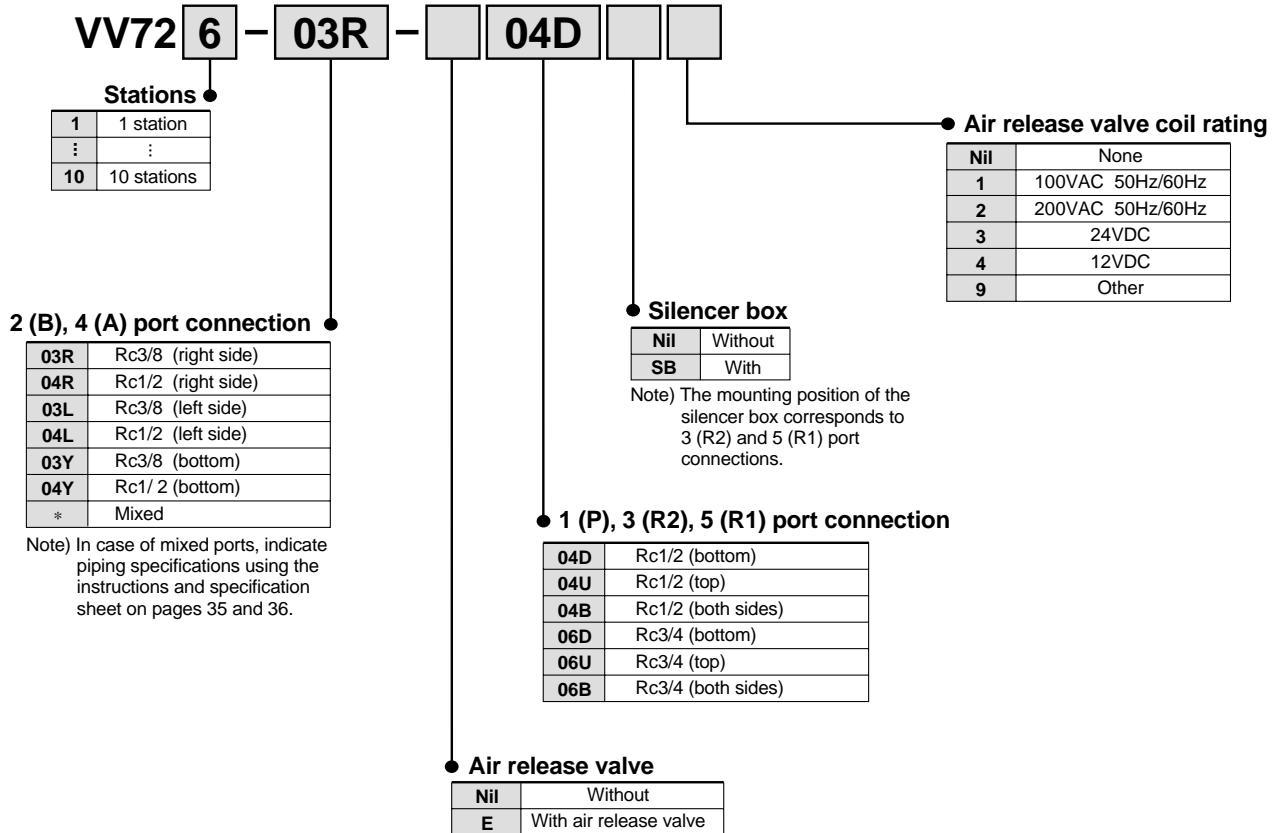 VV72 6 – 03R – 04D
Stations
1 1 station
⋮ ⋮
10 10 stations
Air release valve coil rating
Nil None
1 100VAC 50Hz/60Hz
2 200VAC 50Hz/60Hz
3 24VDC
4 12VDC
9 Other
2 (B), 4 (A) port connection
03R Rc3/8 (right side)
04R Rc1/2 (right side)
03L Rc3/8 (left side)
04L Rc1/2 (left side)
03Y Rc3/8 (bottom)
04Y Rc1/ 2 (bottom)
* Mixed
Note) In case of mixed ports, indicate
piping specifications using the
instructions and specification
sheet on pages 35 and 36.
Silencer box
Nil Without
SB With
Note) The mounting position of the
silencer box corresponds to
3 (R2) and 5 (R1) port
connections.
1 (P), 3 (R2), 5 (R1) port connection
04D Rc1/2 (bottom)
04U Rc1/2 (top)
04B Rc1/2 (both sides)
06D Rc3/4 (bottom)
06U Rc3/4 (top)
06B Rc3/4 (both sides)
Air release valve
Nil Without
E With air release valve